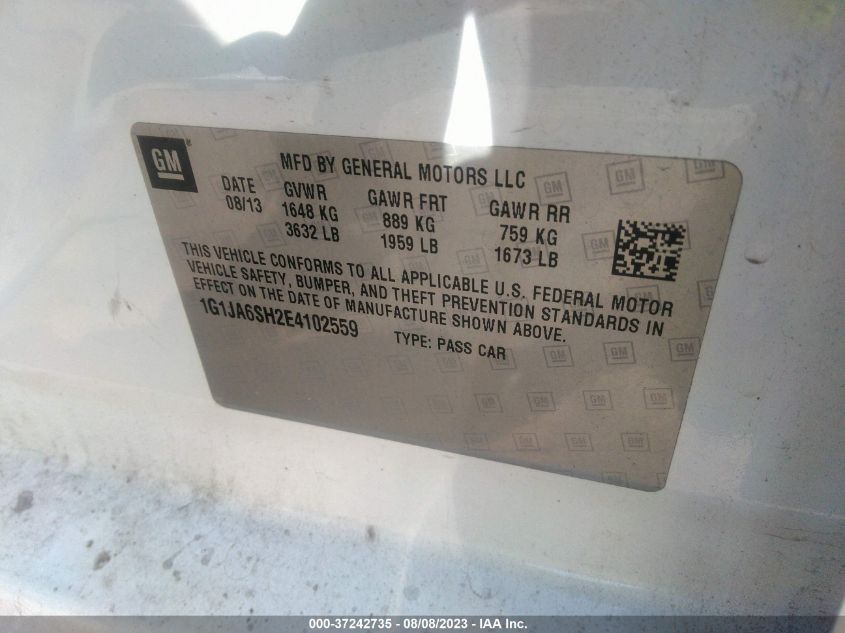 GM
MFD BY GENERAL MOTORS LLC
DATE GVWR GAWR FRT GAWR RR
08/13 1648 KG 889 KG 759 KG
3632 LB 1959 LB 1673 LB
THIS VEHICLE CONFORMS TO ALL APPLICABLE U.S. FEDERAL MOTOR
VEHICLE SAFETY, BUMPER, AND THEFT PREVENTION STANDARDS IN
EFFECT ON THE DATE OF MANUFACTURE SHOWN ABOVE.
1G1JA6SH2E4102559 TYPE: PASS CAR
000-37242735 - 08/08/2023 - IAA Inc.